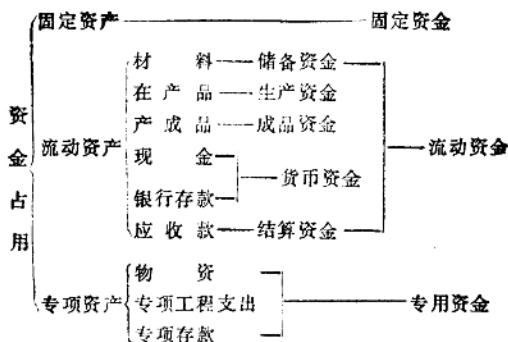 固定资产 固定资金
材 料 储备资金
在产品 生产资金
产成品 成品资金
资金占用 流动资产 现 金 流动资金
货币资金
银行存款
应收款 结算资金
物 资
专项资产 专项工程支出 专用资金
专项存款